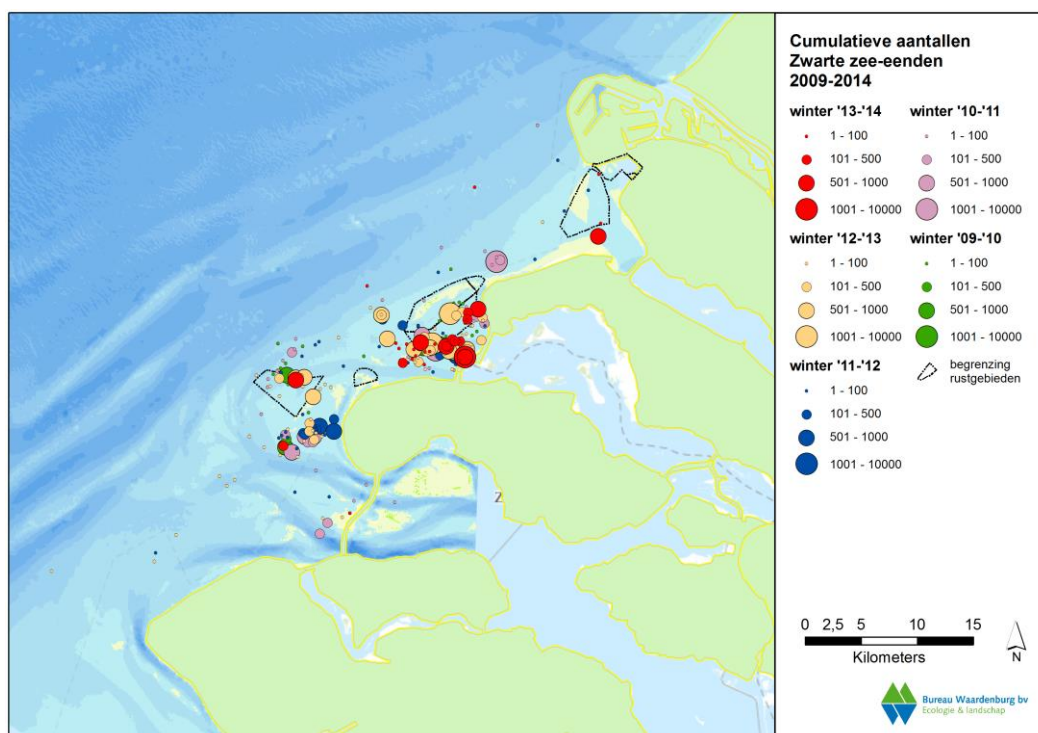 Cumulatieve aantallen
Zwarte zee-eenden
2009-2014
winter '13-'14
1 - 100
101 - 500
501 - 1000
1001 - 10000
winter '10-'11
1 - 100
101 - 500
501 - 1000
1001 - 10000
winter '12-'13
1 - 100
101 - 500
501 - 1000
1001 - 10000
winter '09-'10
1 - 100
101 - 500
501 - 1000
1001 - 10000
winter '11-'12
1 - 100
101 - 500
501 - 1000
1001 - 10000
begrenzing
rustgebieden
Z
0 2,5 5 10 15
Kilometers
N
Bureau Waardenburg bv
Ecologie & landschap